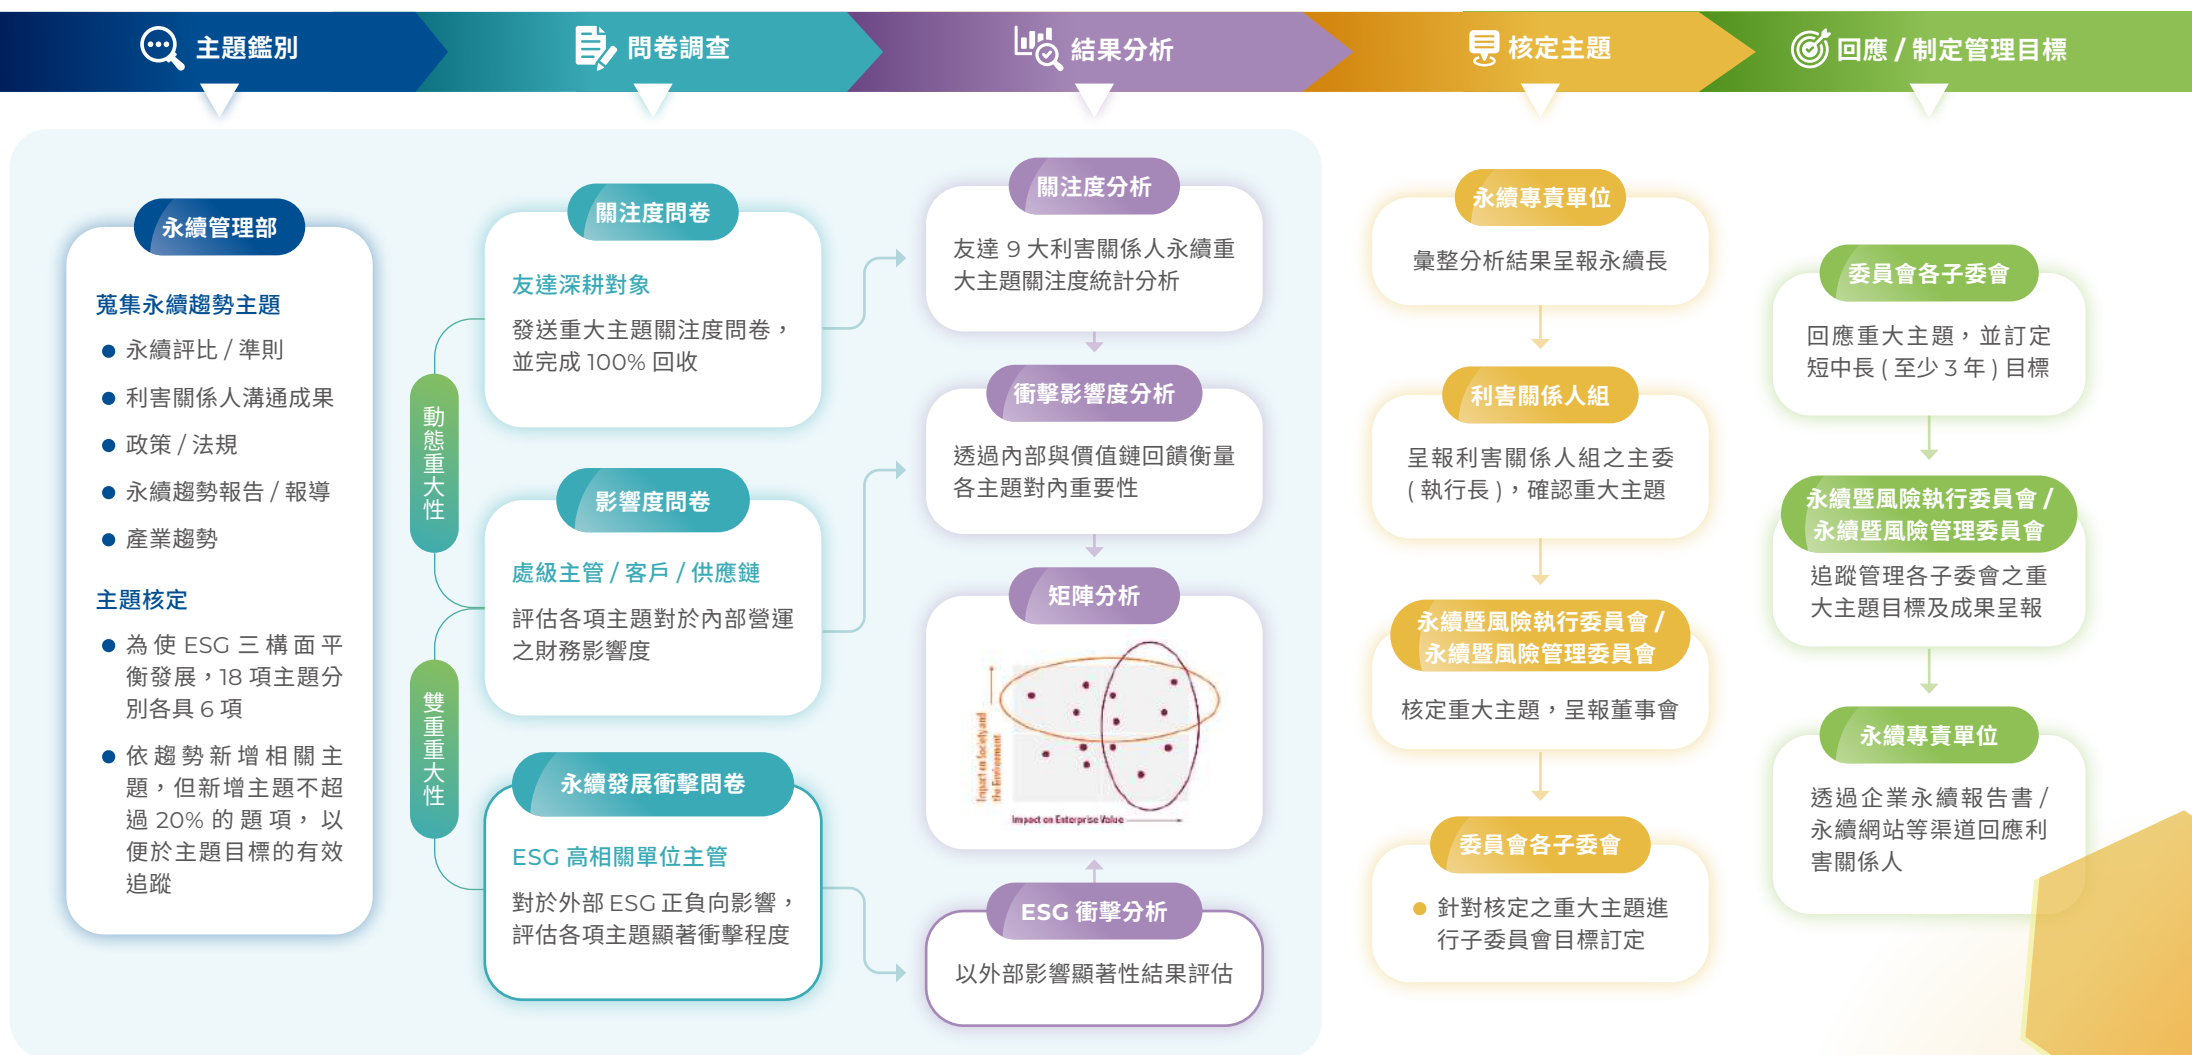 主題鑑別
問卷調查
結果分析
核定主題
回應 / 制定管理目標
永續管理部
蒐集永續趨勢主題
永續評比 / 準則
利害關係人溝通成果
政策 / 法規
永續趨勢報告 / 報導
產業趨勢
主題核定
為使 ESG 三構面平
衡發展，18 項主題分
別各具 6 項
依趨勢新增相關主
題，但新增主題不超
過 20% 的題項，以
便於主題目標的有效
追蹤
動態重大性
雙重重大性
關注度問卷
友達深耕對象
發送重大主題關注度問卷，
並完成 100% 回收
影響度問卷
處級主管 / 客戶 / 供應鏈
評估各項主題對於內部營運
之財務影響度
永續發展衝擊問卷
ESG 高相關單位主管
對於外部 ESG 正負向影響，
評估各項主題顯著衝擊程度
關注度分析
友達 9 大利害關係人永續重
大主題關注度統計分析
衝擊影響度分析
透過內部與價值鏈回饋衡量
各主題對內重要性
矩陣分析
Impact on Society and
the Environment
Impact on Enterprise Value
ESG 衝擊分析
以外部影響顯著性結果評估
永續專責單位
彙整分析結果呈報永續長
利害關係人組
呈報利害關係人組之主委
( 執行長 )，確認重大主題
永續暨風險執行委員會 /
永續暨風險管理委員會
核定重大主題，呈報董事會
委員會各子委會
針對核定之重大主題進
行子委員會目標訂定
委員會各子委會
回應重大主題，並訂定
短中長 ( 至少 3 年 ) 目標
永續暨風險執行委員會 /
永續暨風險管理委員會
追蹤管理各子委會之重
大主題目標及成果呈報
永續專責單位
透過企業永續報告書 /
永續網站等渠道回應利
害關係人